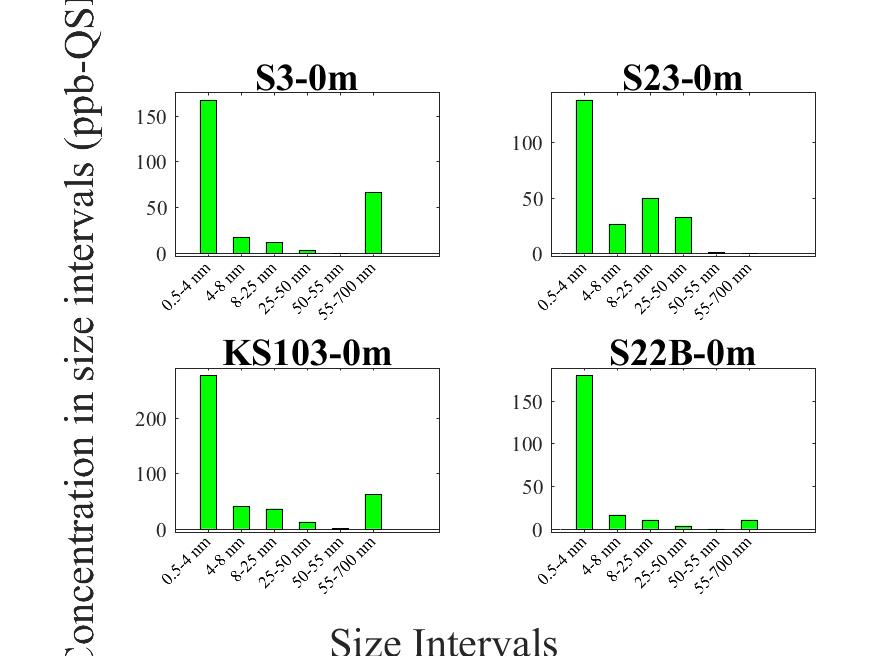 Concentration in size intervals (ppb-QS
S3-0m
150
100
50
0
0.5-4 nm
4-8 nm
8-25 nm
25-50 nm
50-55 nm
55-700 nm
S23-0m
100
50
0
0.5-4 nm
4-8 nm
8-25 nm
25-50 nm
50-55 nm
55-700 nm
KS103-0m
200
100
0
0.5-4 nm
4-8 nm
8-25 nm
25-50 nm
50-55 nm
55-700 nm
S22B-0m
150
100
50
0
0.5-4 nm
4-8 nm
8-25 nm
25-50 nm
50-55 nm
55-700 nm
Size Intervals